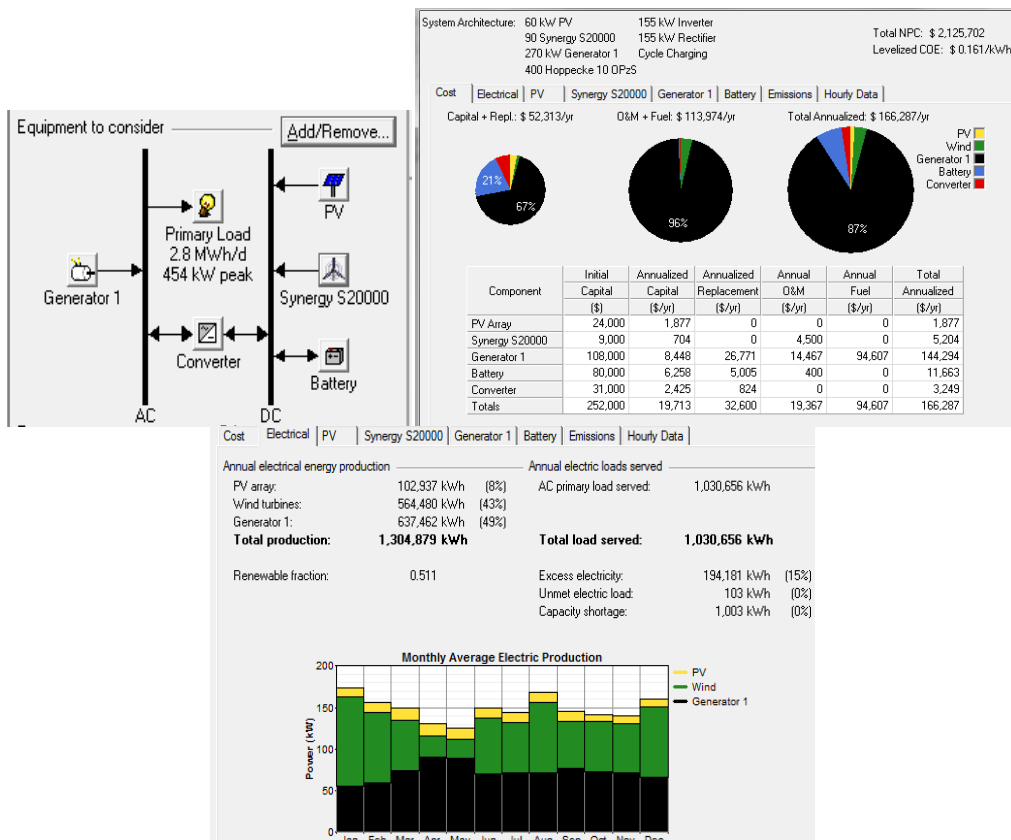 Equipment to consider
Add/Remove...
Primary Load
2.8 MWh/d
454 kW peak
PV
Generator 1
Synergy S20000
Converter
Battery
AC
DC
System Architecture: 60 kW PV 155 kW Inverter
90 Synergy S20000 155 kW Rectifier
270 kW Generator 1 Cycle Charging
400 Hoppecke 10 OPzS
Total NPC: $ 2,125,702
Levelized COE: $ 0.161/kWh
Cost Electrical PV Synergy S20000 Generator 1 Battery Emissions Hourly Data
Capital + Repl.: $ 52,313/yr O&M + Fuel: $ 113,974/yr Total Annualized: $ 166,287/yr
PV
Wind
Generator 1
Battery
Converter
21%
67%
96%
87%
Component Initial Annualized Annualized Annual Annual Total
Capital Capital Replacement O&M Fuel Annualized
($) ($/yr) ($/yr) ($/yr) ($/yr) ($/yr)
PV Array 24,000 1,877 0 0 0 1,877
Synergy S20000 9,000 704 0 4,500 0 5,204
Generator 1 108,000 8,448 26,771 14,467 94,607 144,294
Battery 80,000 6,258 5,005 400 0 11,663
Converter 31,000 2,425 824 0 0 3,249
Totals 252,000 19,713 32,600 19,367 94,607 166,287
Cost Electrical PV Synergy S20000 Generator 1 Battery Emissions Hourly Data
Annual electrical energy production Annual electric loads served
PV array: 102,937 kWh (8%) AC primary load served: 1,030,656 kWh
Wind turbines: 564,480 kWh (43%)
Generator 1: 637,462 kWh (49%)
Total production: 1,304,879 kWh Total load served: 1,030,656 kWh
Renewable fraction: 0.511 Excess electricity: 194,181 kWh (15%)
Unmet electric load: 103 kWh (0%)
Capacity shortage: 1,003 kWh (0%)
Monthly Average Electric Production
Power (kW)
200
150
100
50
0
PV
Wind
Generator 1